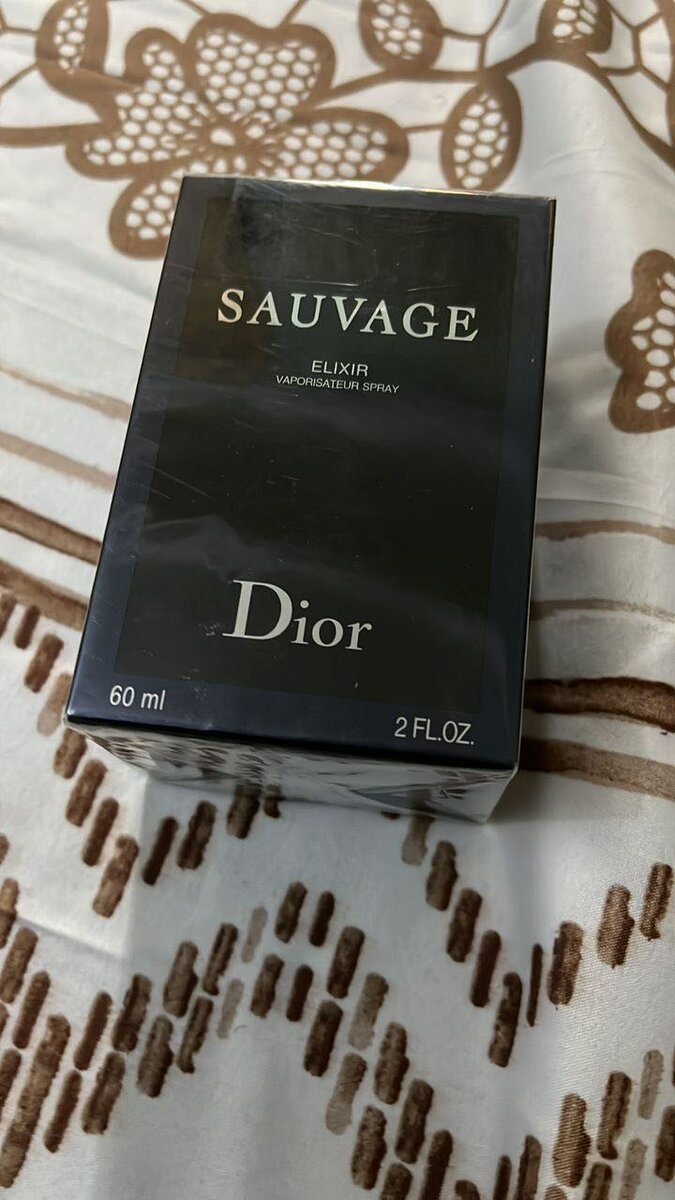 SAUVAGE
ELIXIR
VAPORISATEUR SPRAY
Dior
60 ml
2 FL.OZ.